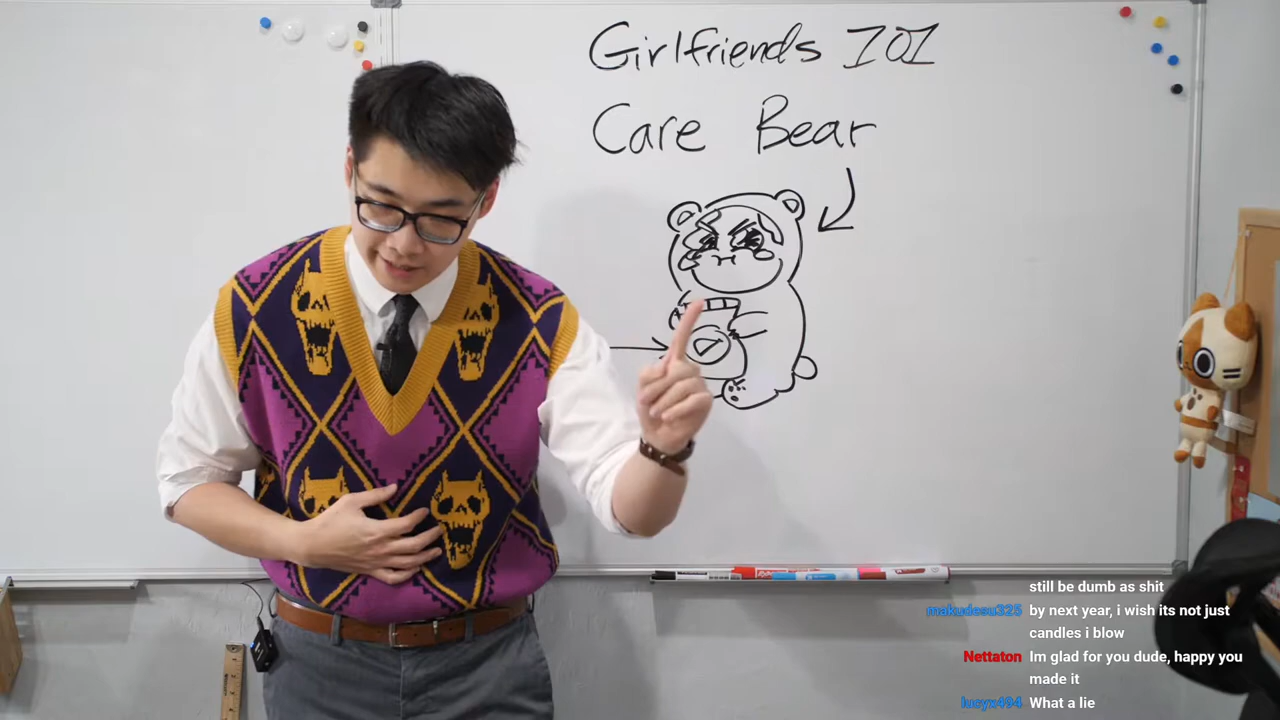 Girlfriends 101
Care Bear
still be dumb as shit
makudesu325 by next year, i wish its not just
candles i blow
Nettaton Im glad for you dude, happy you
made it
lucyx494 What a lie